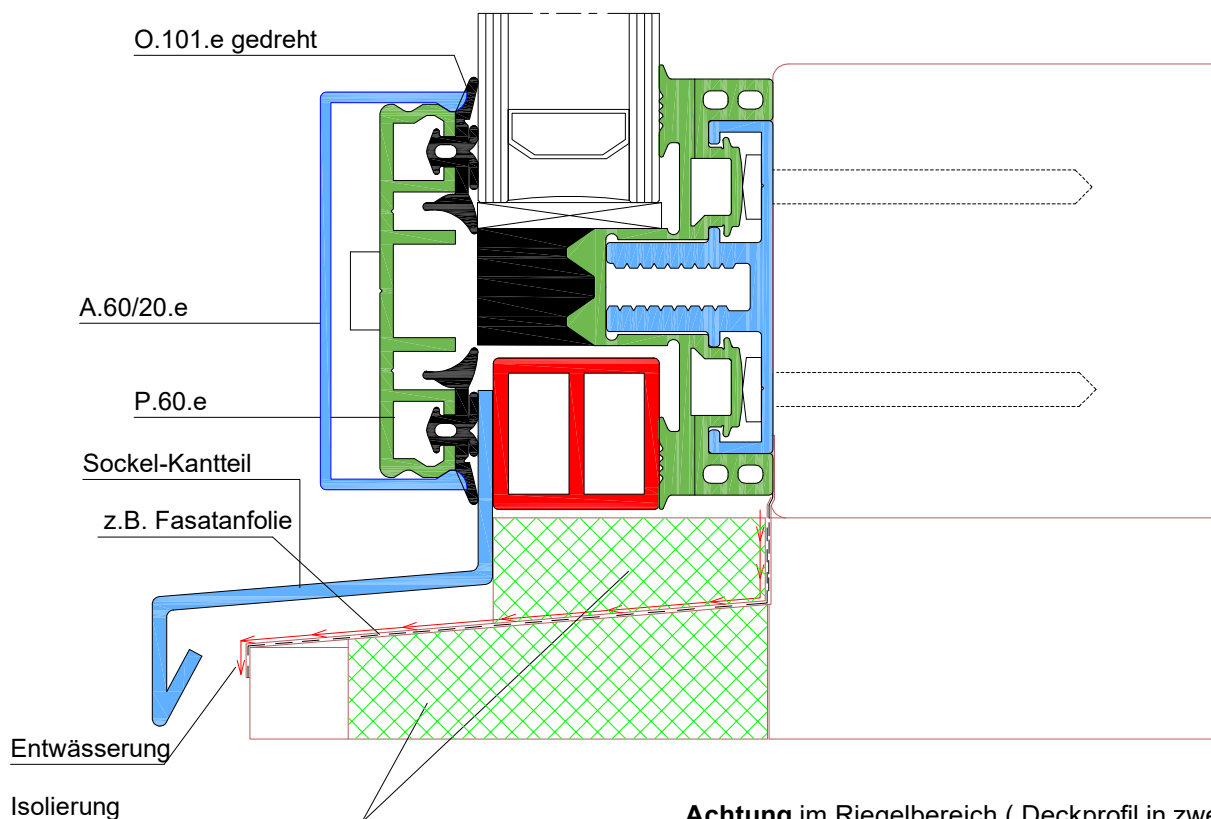 O.101.e gedreht
A.60/20.e
P.60.e
Sockel-Kantteil
z.B. Fasatanfolie
Entwässerung
Isolierung
Achtung im Riegelbereich ( Deckprofil in zwe